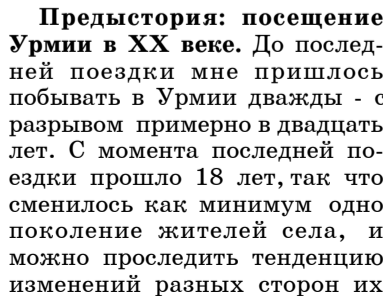 Предыстория: посещение
Урмии в XX веке. До послед-
ней поездки мне пришлось
побывать в Урмии дважды - с
разрывом примерно в двадцать
лет. С момента последней по-
ездки прошло 18 лет, так что
сменилось как минимум одно
поколение жителей села, и
можно проследить тенденцию
изменений разных сторон их